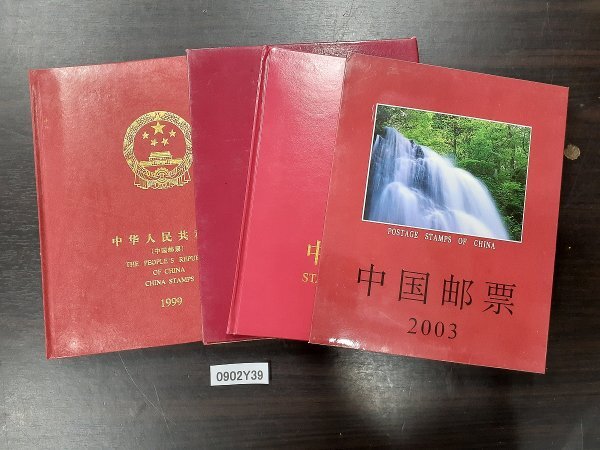 中华人民共和
[中国邮票]
THE PEOPLE'S REPU
OF CHINA
CHINA STAMPS
1999
中
ST
POSTAGE STAMPS OF CHINA
中国邮票
2003
0902Y39